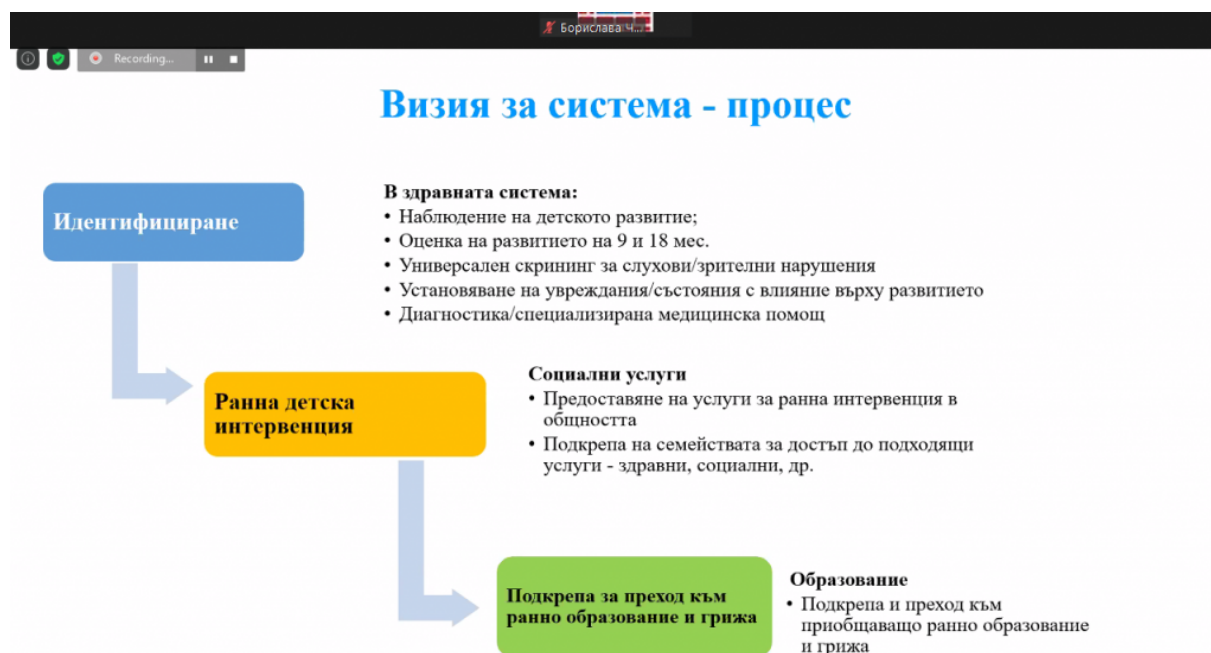 Борислава Ч...
Recording...
Визия за система - процес
Идентифициране
В здравната система:
• Наблюдение на детското развитие;
• Оценка на развитието на 9 и 18 мес.
• Универсален скрининг за слухови/зрителни нарушения
• Установяване на увреждания/състояния с влияние върху развитието
• Диагностика/специализирана медицинска помощ
Ранна детска
интервенция
Социални услуги
• Предоставяне на услуги за ранна интервенция в
общността
• Подкрепа на семействата за достъп до подходящи
услуги - здравни, социални, др.
Подкрепа за преход към
ранно образование и грижа
Образование
• Подкрепа и преход към
приобщаващо ранно образование
и грижа